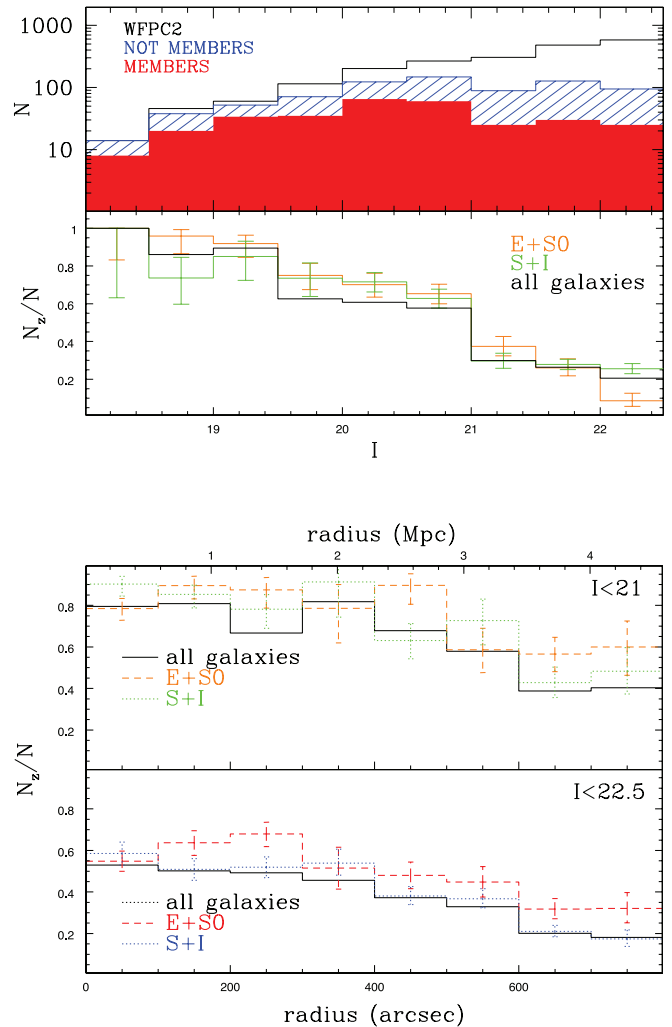 1000
WFPC2
NOT MEMBERS
MEMBERS
100
N
10
1
E+S0
S+I
all galaxies
0.8
0.6
N_z/N
0.4
0.2
19 20 21 22
I
radius (Mpc)
1 2 3 4
I<21
0.8
all galaxies
0.6
E+S0
0.4
S+I
0.2
N_z/N
I<22.5
0.8
0.6
all galaxies
0.4
E+S0
S+I
0.2
0 200 400 600
radius (arcsec)